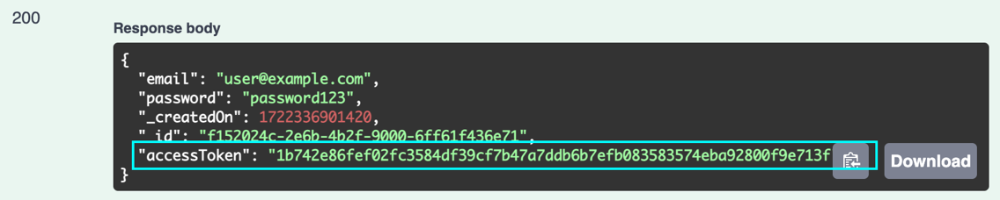 200
Response body
{
"email": "user@example.com",
"password": "password123",
"_createdOn": 1722336901420,
"_id": "f152024c-2e6b-4b2f-9000-6ff61f436e71",
"accessToken": "1b742e86fef02fc3584df39cf7b47a7ddb6b7efb083583574eba92800f9e713f
Download
}